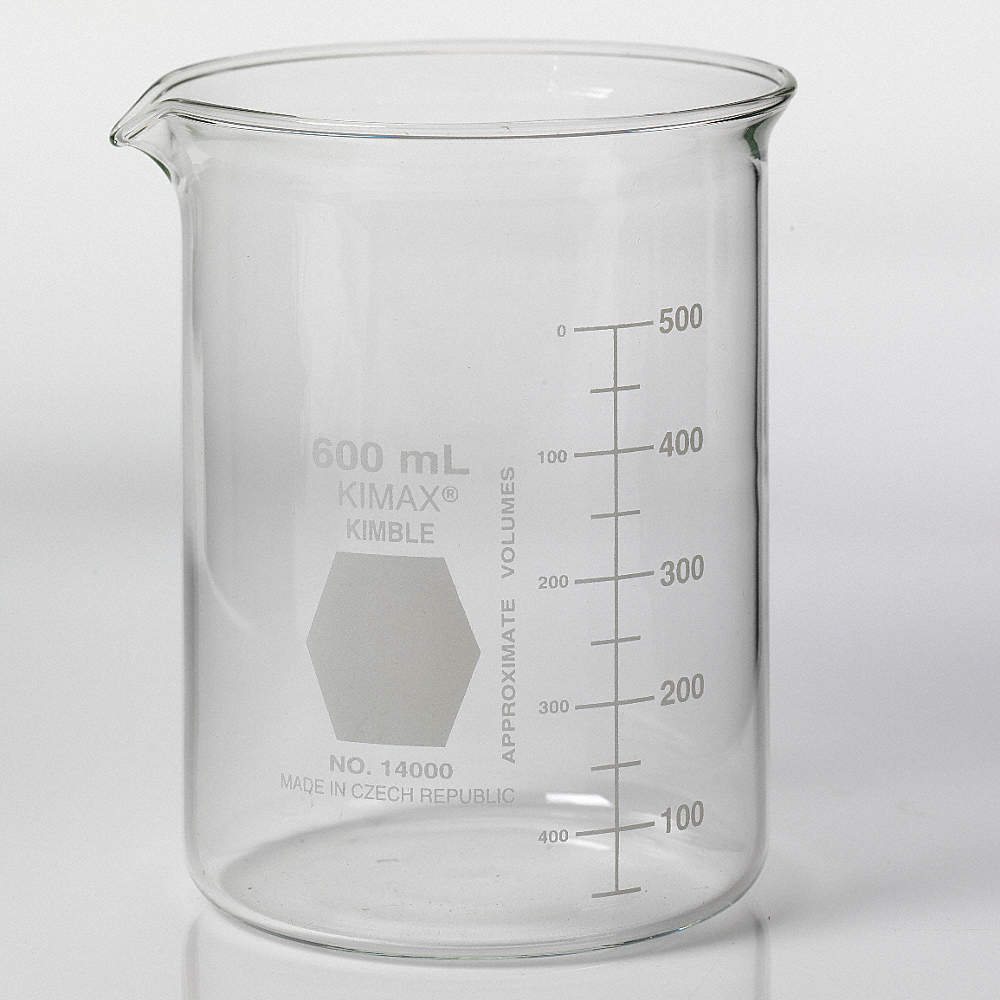 600 mL
KIMAX®
KIMBLE
NO. 14000
MADE IN CZECH REPUBLIC
APPROXIMATE VOLUMES
0 500
100 400
200 300
300 200
400 100